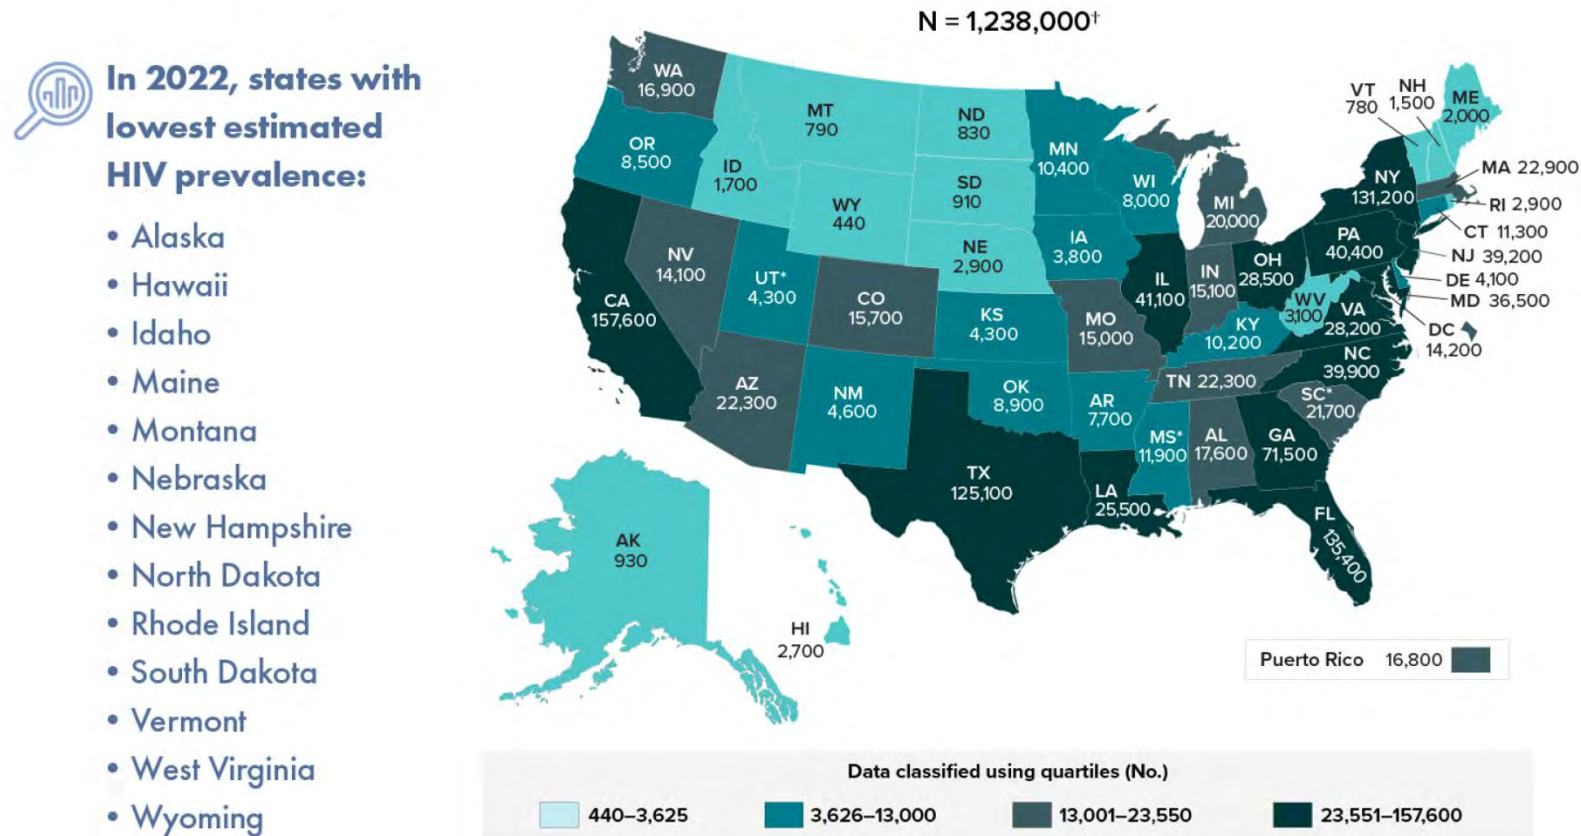 In 2022, states with
lowest estimated
HIV prevalence:
• Alaska
• Hawaii
• Idaho
• Maine
• Montana
• Nebraska
• New Hampshire
• North Dakota
• Rhode Island
• South Dakota
• Vermont
• West Virginia
• Wyoming
N = 1,238,000†
WA
16,900
OR
8,500
CA
157,600
NV
14,100
ID
1,700
MT
790
WY
440
UT*
4,300
AZ
22,300
CO
15,700
NM
4,600
ND
830
SD
910
NE
2,900
KS
4,300
OK
8,900
TX
125,100
MN
10,400
IA
3,800
MO
15,000
AR
7,700
LA
25,500
WI
8,000
IL
41,100
MI
20,000
IN
15,100
OH
28,500
KY
10,200
TN 22,300
MS*
11,900
AL
17,600
GA
71,500
FL
135,400
SC*
21,700
NC
39,900
VA
28,200
WV
3,100
PA
40,400
NY
131,200
VT
780
NH
1,500
ME
2,000
MA 22,900
RI 2,900
CT 11,300
NJ 39,200
DE 4,100
MD 36,500
DC
14,200
AK
930
HI
2,700
Puerto Rico 16,800
Data classified using quartiles (No.)
440–3,625
3,626–13,000
13,001–23,550
23,551–157,600